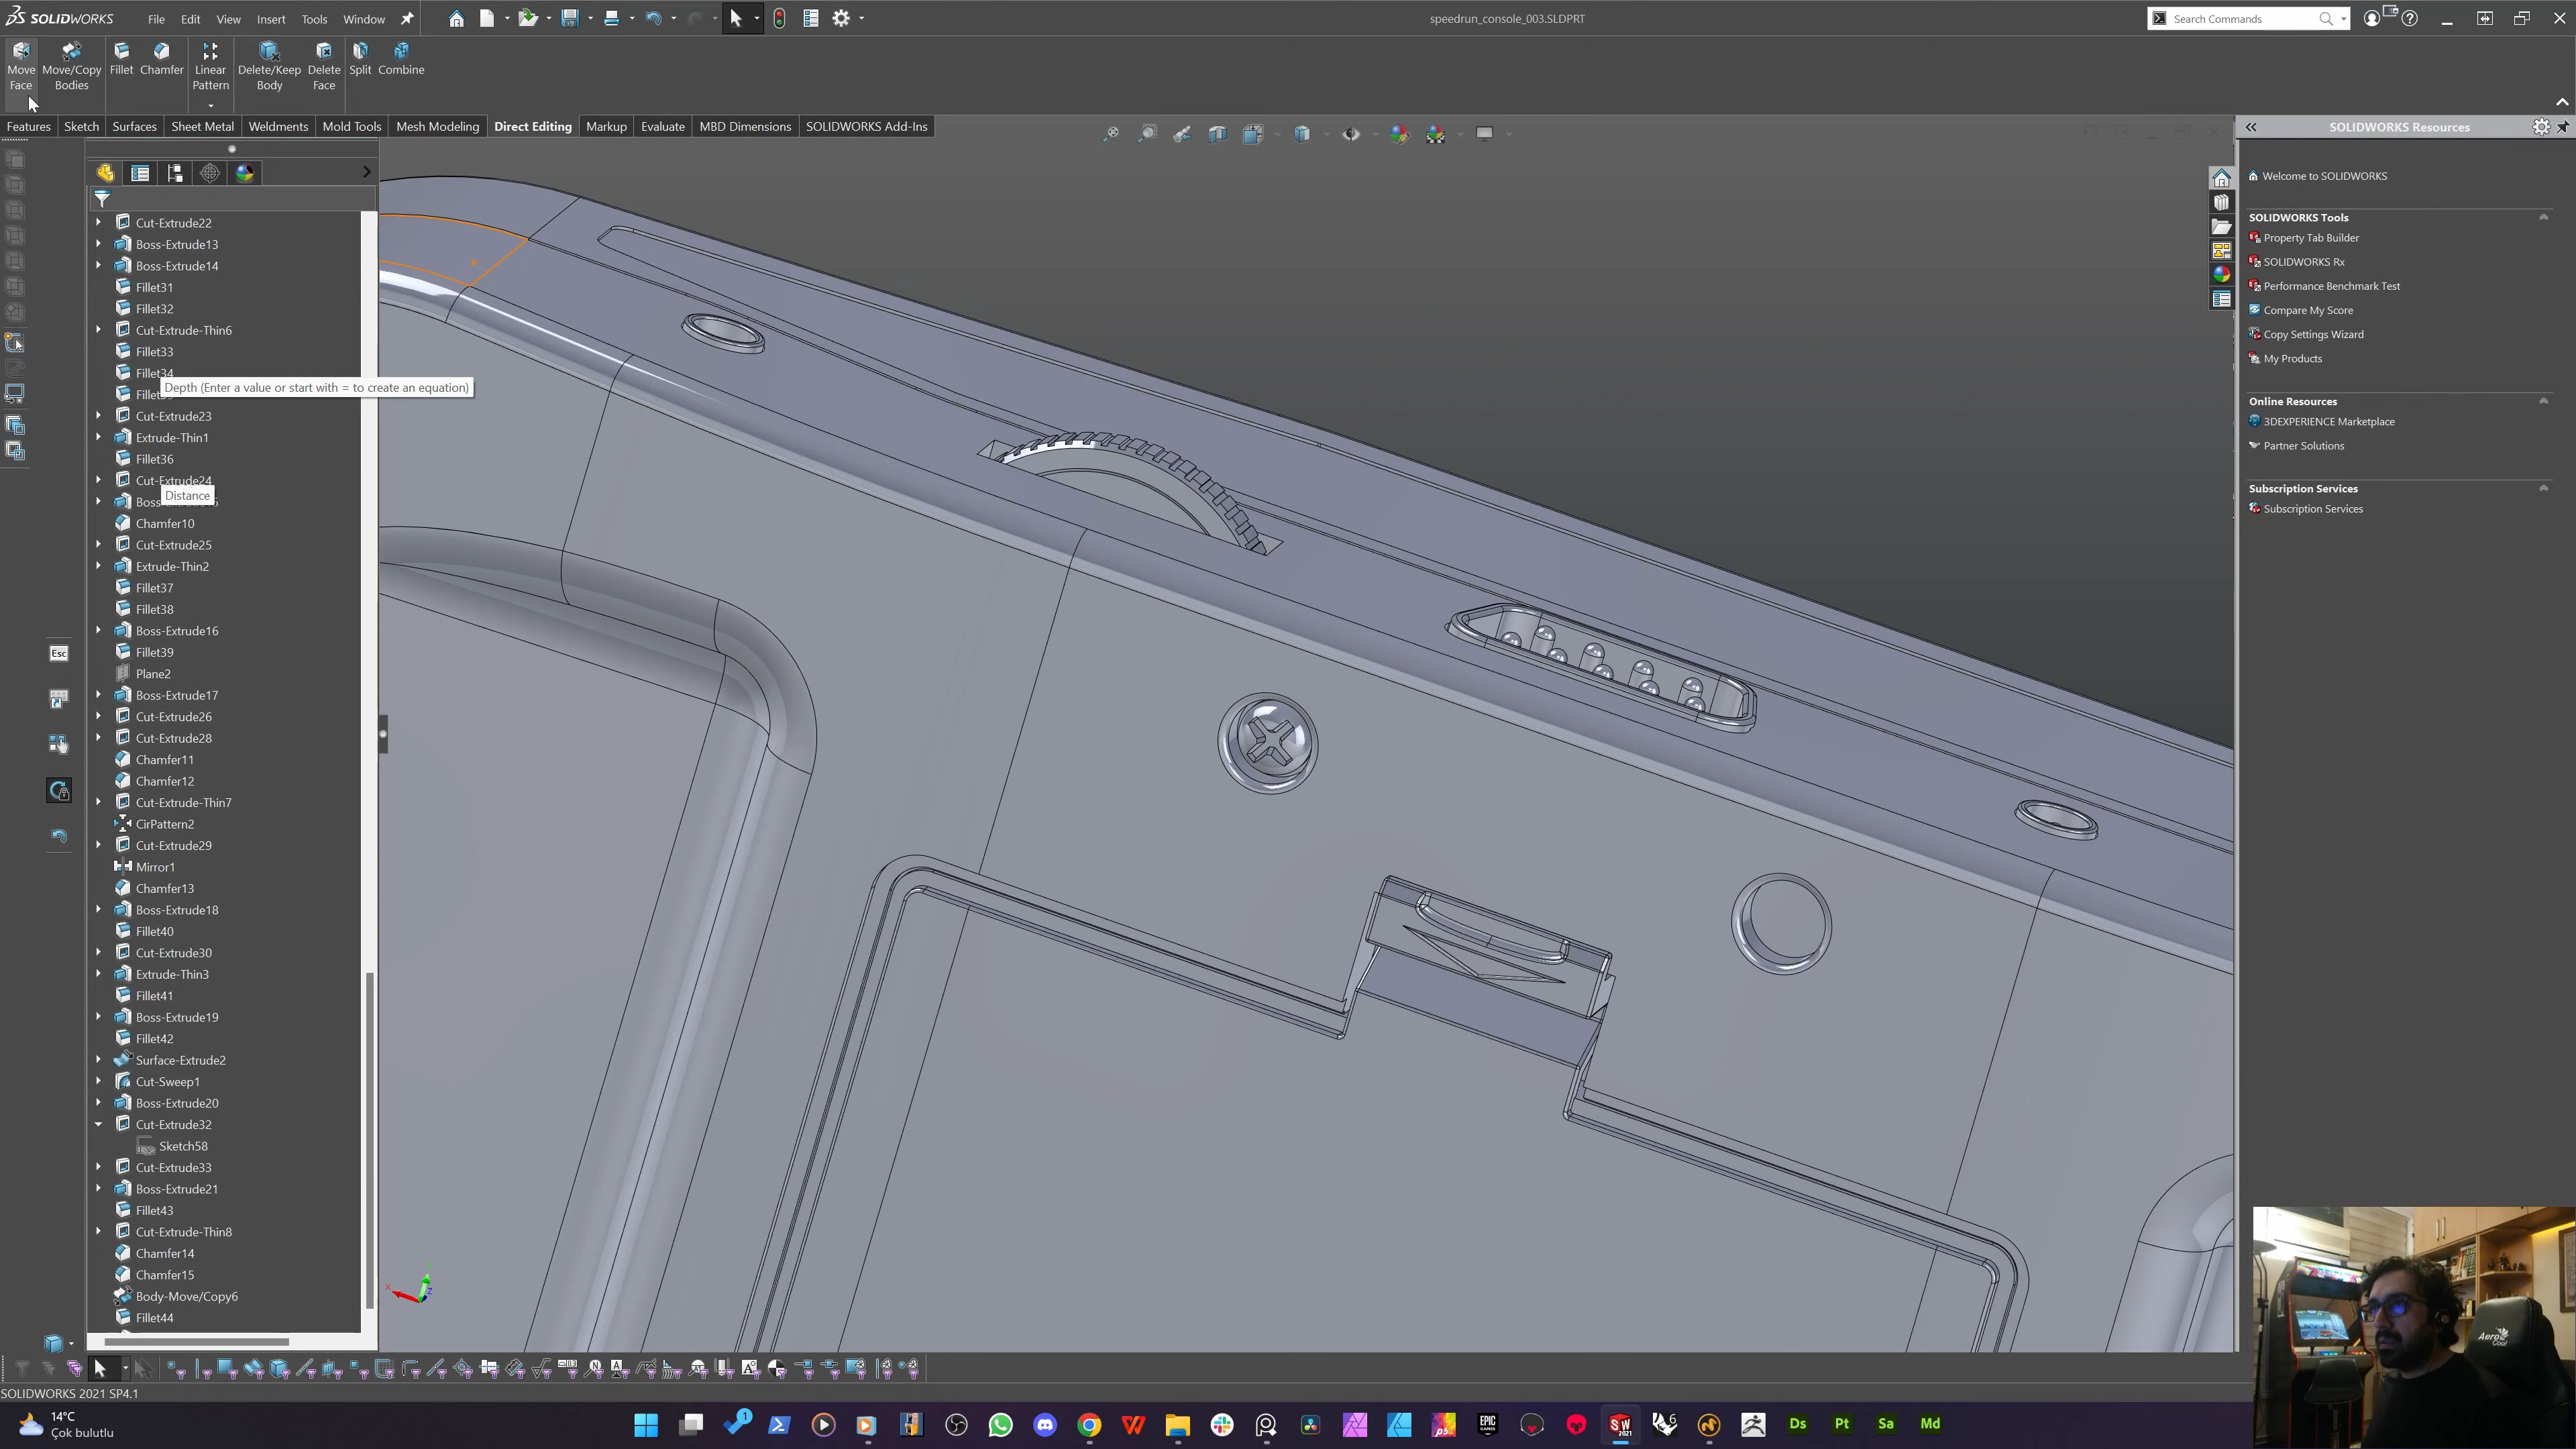 SOLIDWORKS
File Edit View Insert Tools Window
speedrun_console_003.SLDPRT
Search Commands
Move Face
Move/Copy Bodies
Fillet
Chamfer
Linear Pattern
Delete/Keep Body
Delete Face
Split
Combine
Features
Sketch
Surfaces
Sheet Metal
Weldments
Mold Tools
Mesh Modeling
Direct Editing
Markup
Evaluate
MBD Dimensions
SOLIDWORKS Add-Ins
Cut-Extrude22
Boss-Extrude13
Boss-Extrude14
Fillet31
Fillet32
Cut-Extrude-Thin6
Fillet33
Fillet34
Depth (Enter a value or start with = to create an equation)
Cut-Extrude23
Extrude-Thin1
Fillet36
Cut-Extrude24
Distance
Chamfer10
Cut-Extrude25
Extrude-Thin2
Fillet37
Fillet38
Boss-Extrude16
Fillet39
Plane2
Boss-Extrude17
Cut-Extrude26
Cut-Extrude28
Chamfer11
Chamfer12
Cut-Extrude-Thin7
CirPattern2
Cut-Extrude29
Mirror1
Chamfer13
Boss-Extrude18
Fillet40
Cut-Extrude30
Extrude-Thin3
Fillet41
Boss-Extrude19
Fillet42
Surface-Extrude2
Cut-Sweep1
Boss-Extrude20
Cut-Extrude32
Sketch58
Cut-Extrude33
Boss-Extrude21
Fillet43
Cut-Extrude-Thin8
Chamfer14
Chamfer15
Body-Move/Copy6
Fillet44
Esc
SOLIDWORKS Resources
Welcome to SOLIDWORKS
SOLIDWORKS Tools
Property Tab Builder
SOLIDWORKS Rx
Performance Benchmark Test
Compare My Score
Copy Settings Wizard
My Products
Online Resources
3DEXPERIENCE Marketplace
Partner Solutions
Subscription Services
Subscription Services
Aero
Cool
SOLIDWORKS 2021 SP4.1
14°C
Çok bulutlu
1
EPIC GAMES
SW 2021
6
Ds
Pt
Sa
Md